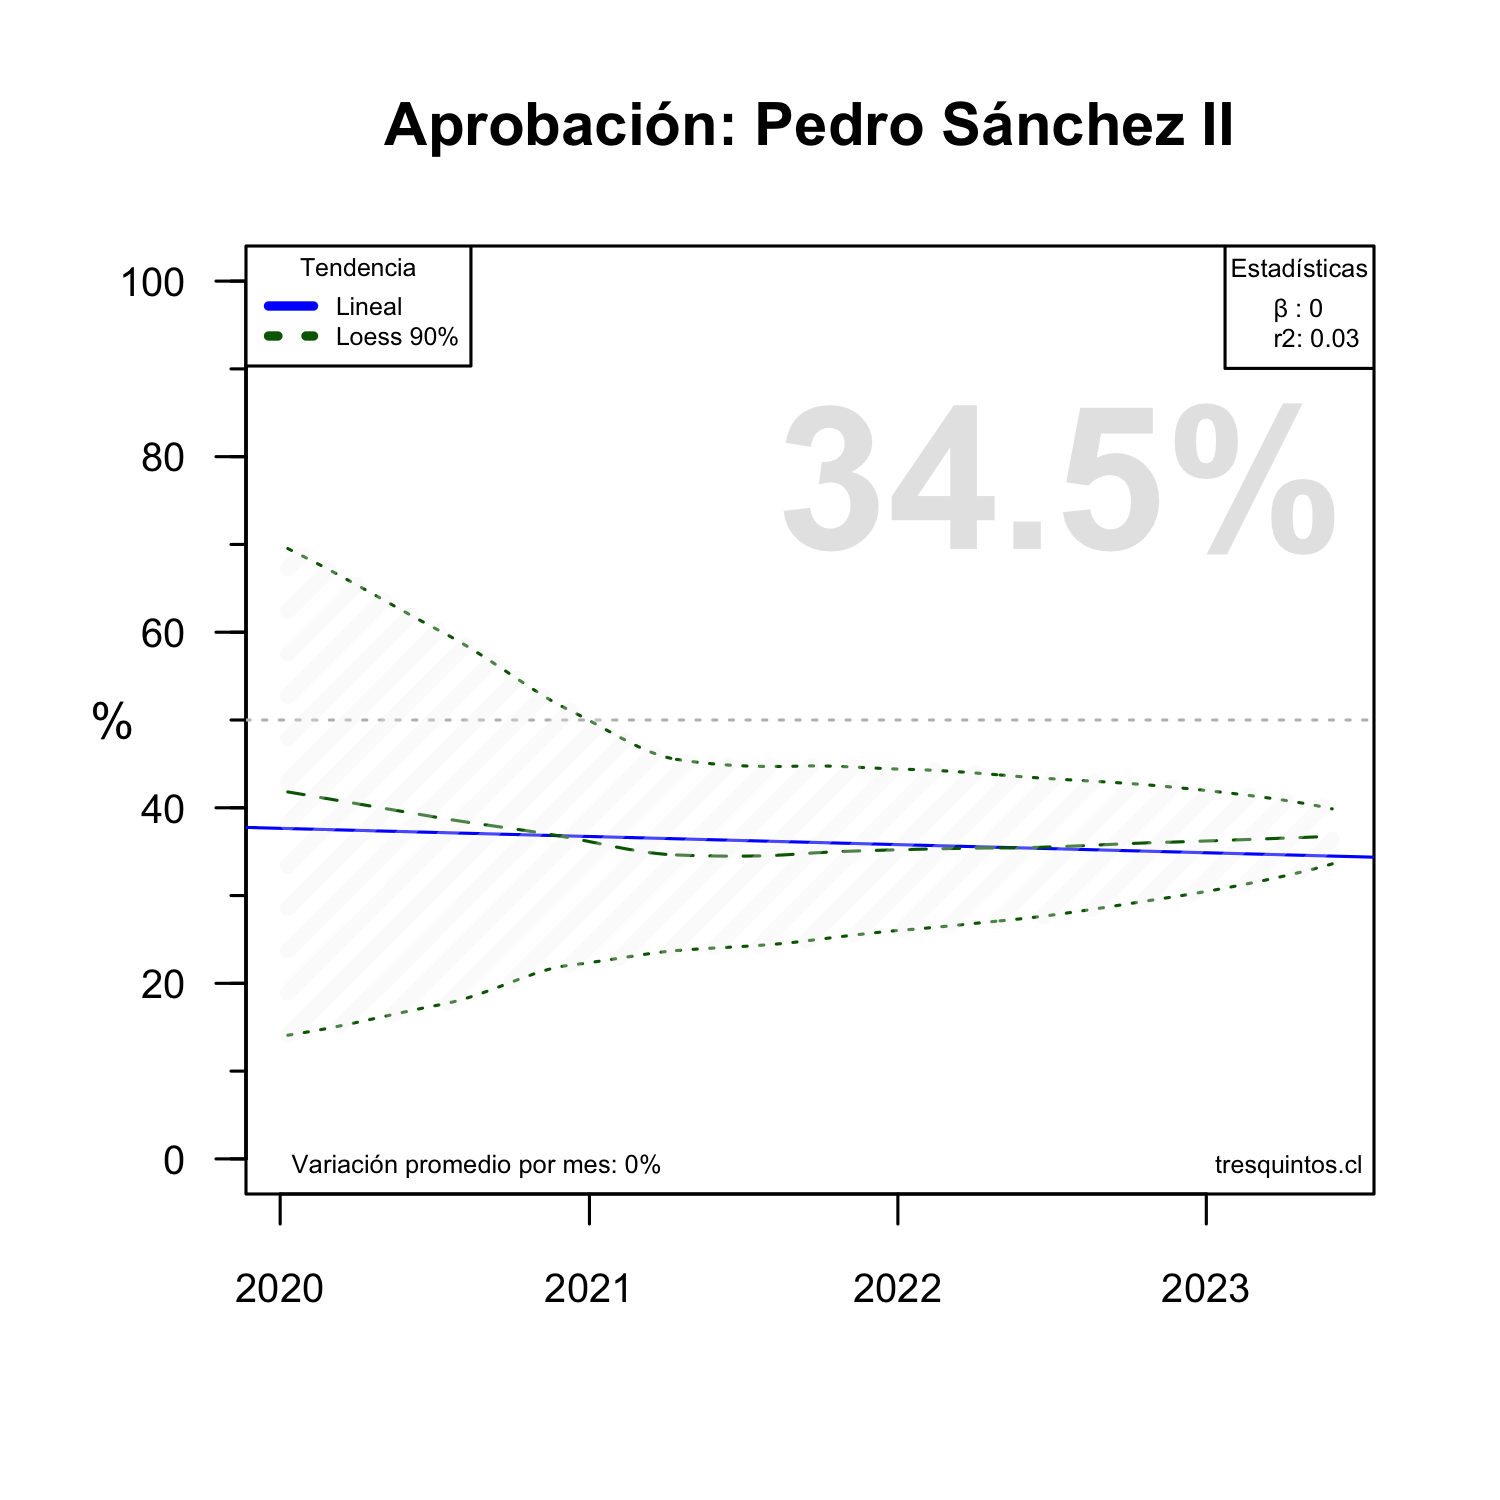 Aprobación: Pedro Sánchez II
Tendencia
Lineal
Loess 90%
Estadísticas
β : 0
r2: 0.03
34.5%
100
80
60
40
20
0
%
Variación promedio por mes: 0%
tresquintos.cl
2020 2021 2022 2023